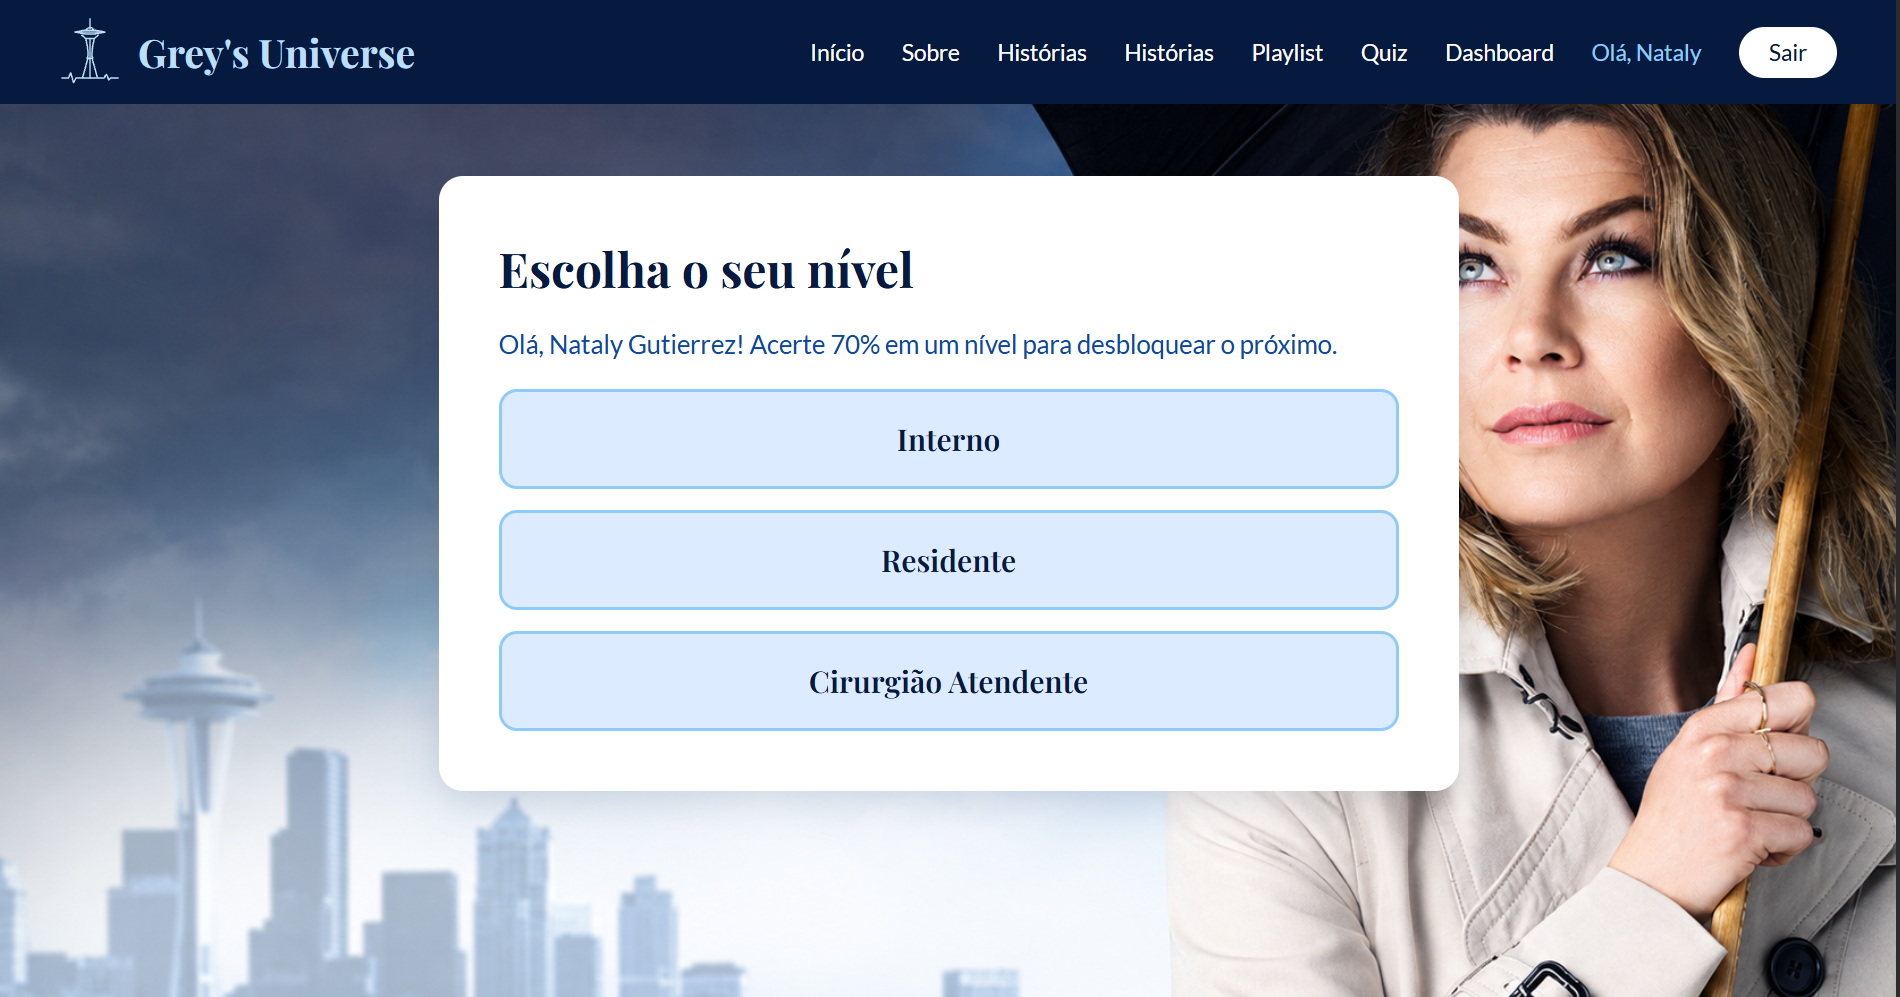 Grey's Universe
Início Sobre Histórias Histórias Playlist Quiz Dashboard Olá, Nataly Sair
Escolha o seu nível
Olá, Nataly Gutierrez! Acerte 70% em um nível para desbloquear o próximo.
Interno
Residente
Cirurgião Atendente